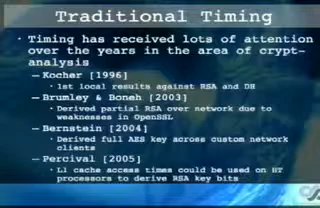 Traditional Timing
· Timing has received lots of attention
over the years in the area of crypt-
analysis
– Kocher [1996]
· 1st local results against RSA and DH
– Brumley & Boneh [2003]
· Derived partial RSA over network due to
weaknesses in OpenSSL
– Bernstein [2004]
· Derived full AES key across custom network
clients
– Percival [2005]
· L1 cache access times could be used on HT
processors to derive RSA key bits